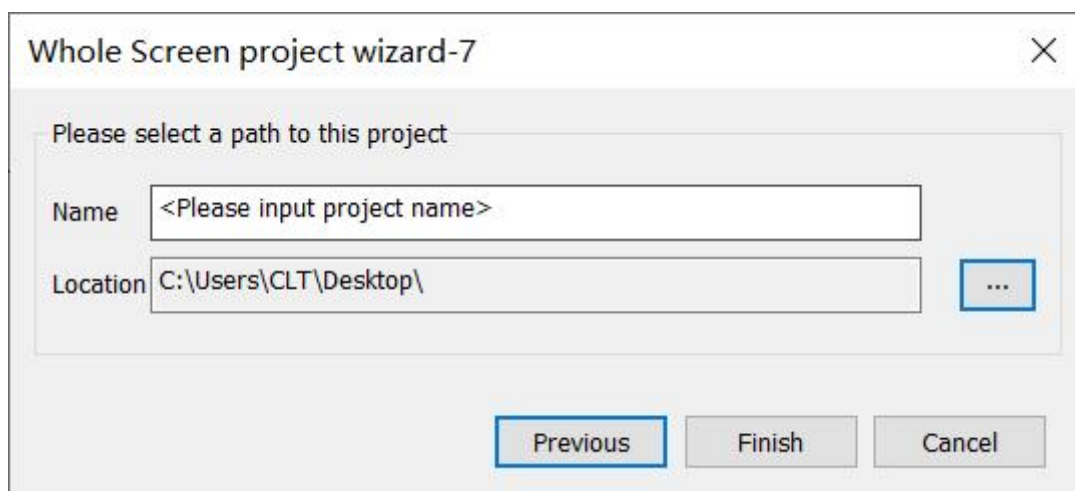 Whole Screen project wizard-7
Please select a path to this project
Name <Please input project name>
Location C:\Users\CLT\Desktop\ ...
Previous Finish Cancel